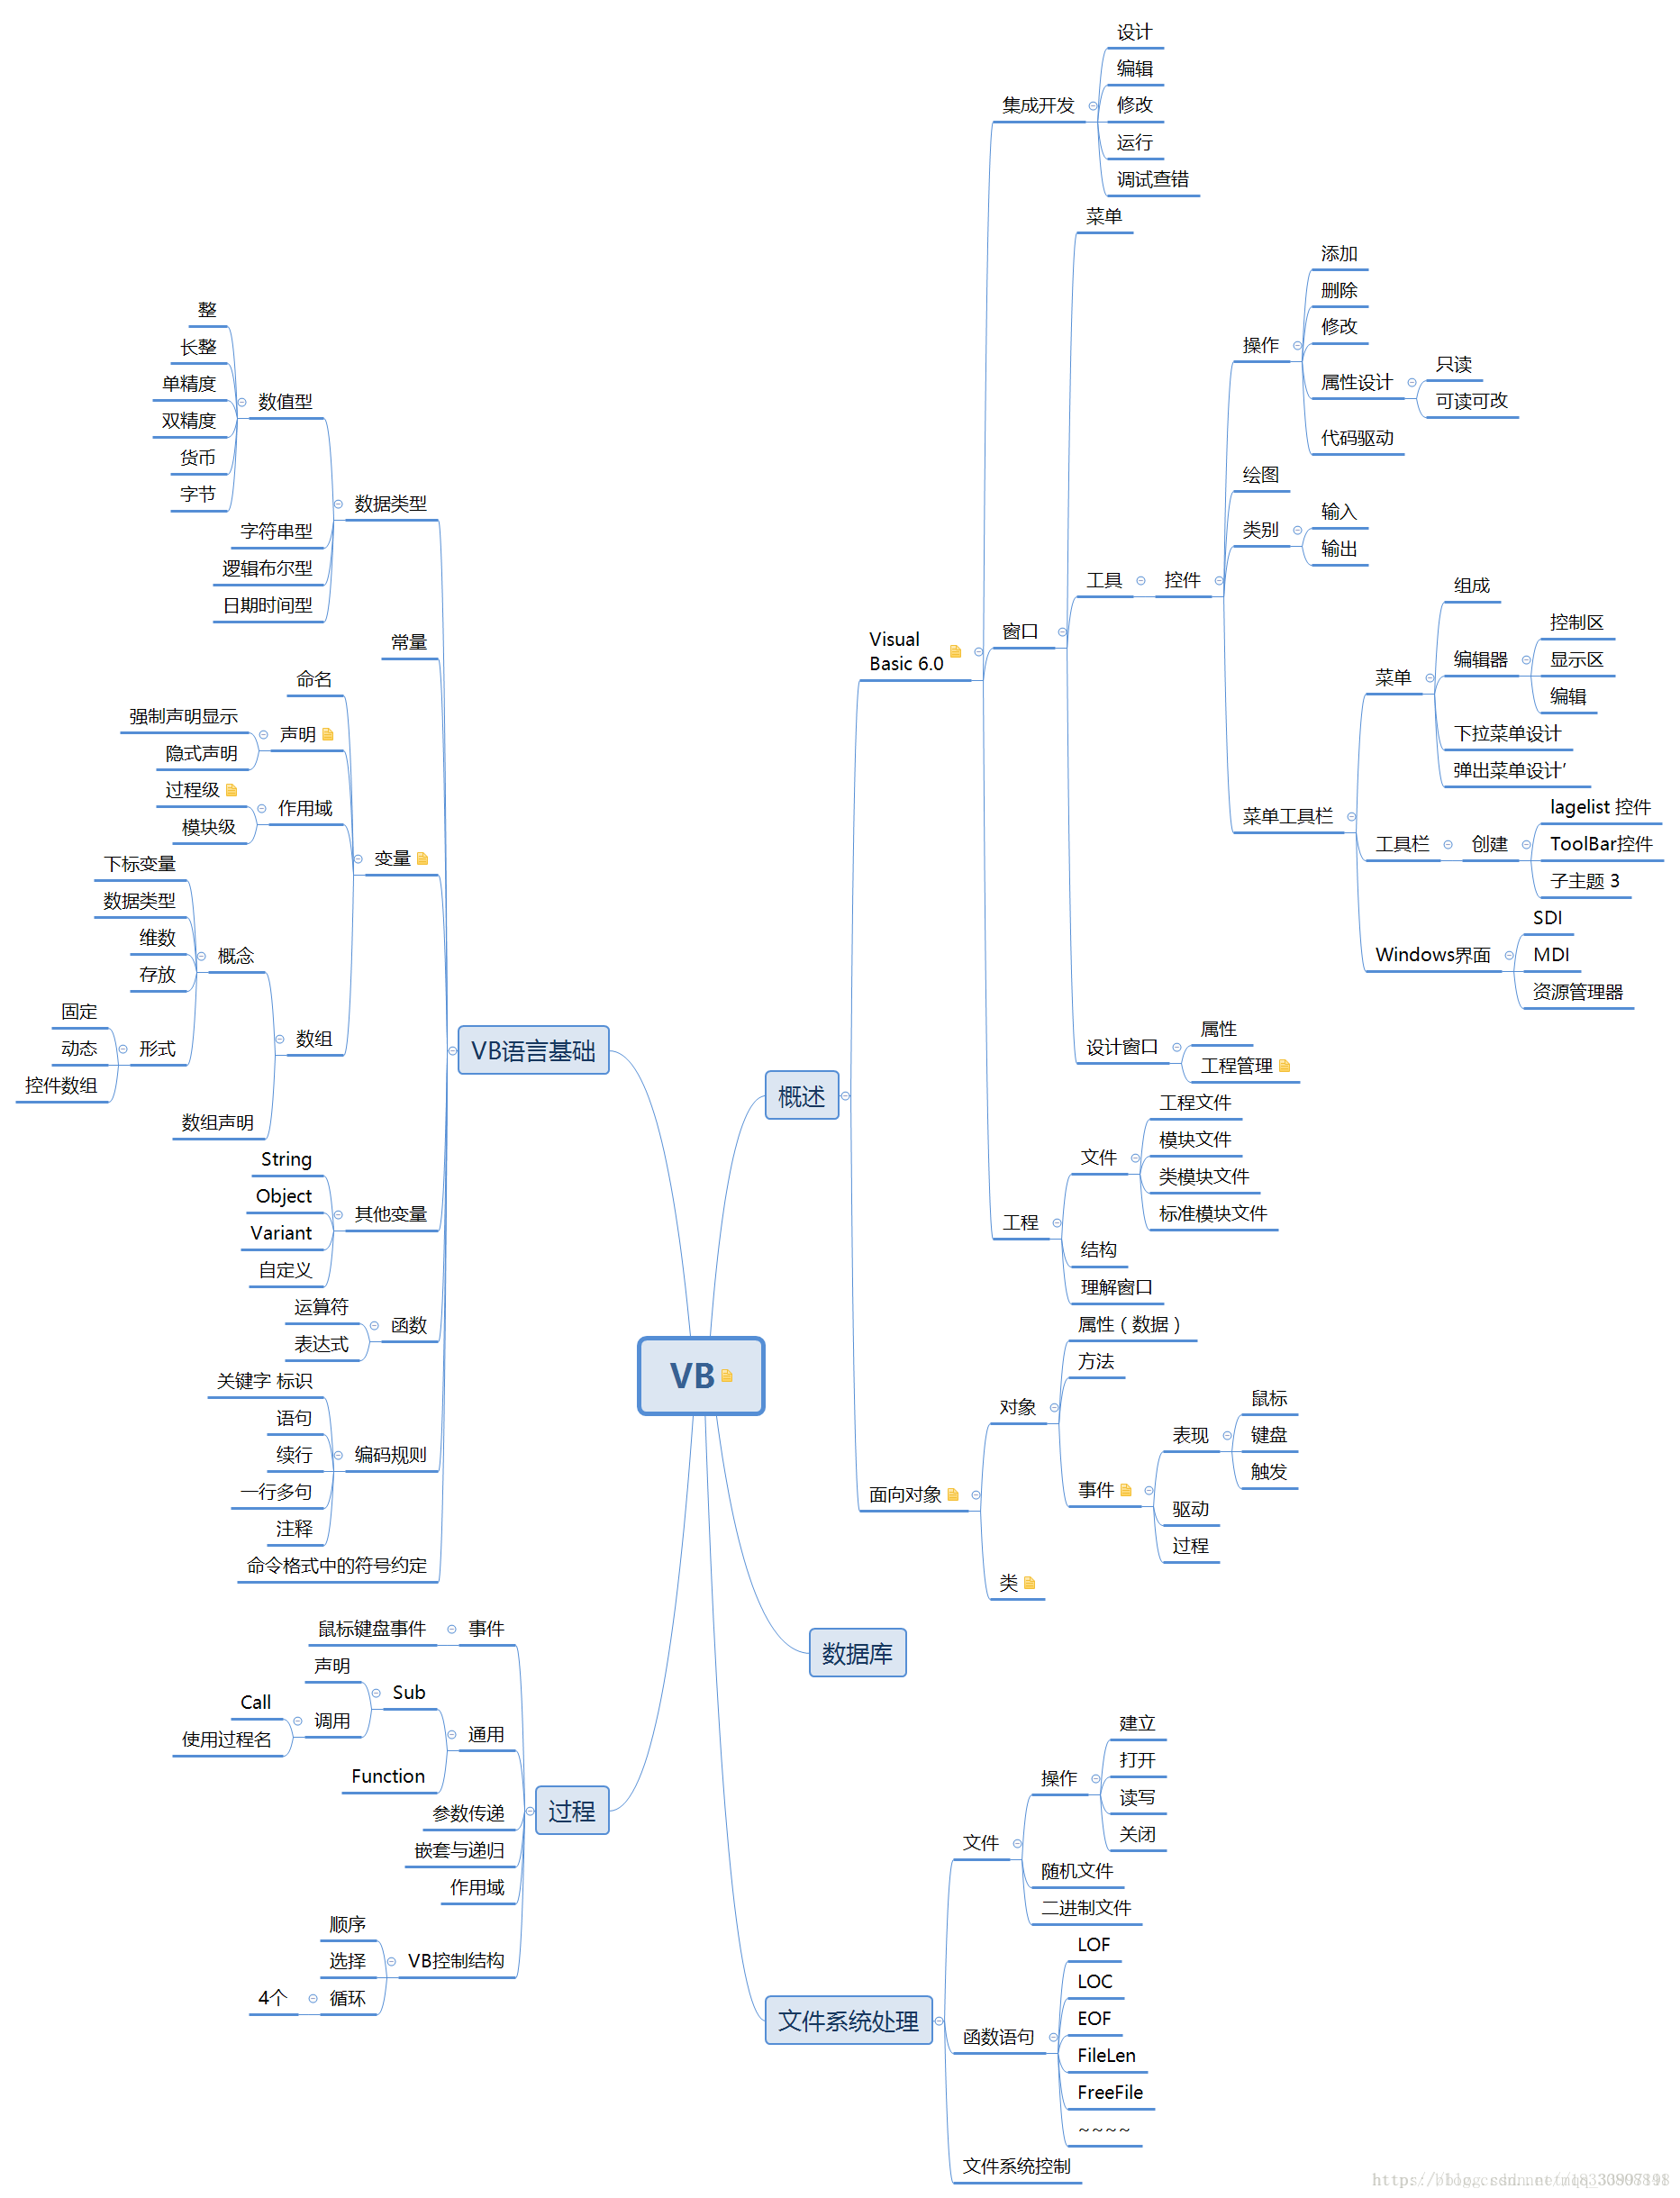 VB
概述
Visual
Basic 6.0
集成开发
设计
编辑
修改
运行
调试查错
窗口
菜单
工具
控件
操作
添加
删除
修改
属性设计
只读
可读可改
代码驱动
绘图
类别
输入
输出
菜单工具栏
菜单
组成
编辑器
控制区
显示区
编辑
下拉菜单设计
弹出菜单设计’
工具栏
创建
lagelist 控件
ToolBar控件
子主题 3
Windows界面
SDI
MDI
资源管理器
设计窗口
属性
工程管理
工程
文件
工程文件
模块文件
类模块文件
标准模块文件
结构
理解窗口
面向对象
对象
属性（数据）
方法
事件
表现
鼠标
键盘
触发
驱动
过程
类
数据库
文件系统处理
文件
操作
建立
打开
读写
关闭
随机文件
二进制文件
函数语句
LOF
LOC
EOF
FileLen
FreeFile
~~~~
文件系统控制
VB语言基础
数据类型
数值型
整
长整
单精度
双精度
货币
字节
字符串型
逻辑布尔型
日期时间型
常量
变量
命名
声明
强制声明显示
隐式声明
作用域
过程级
模块级
数组
概念
下标变量
数据类型
维数
存放
形式
固定
动态
控件数组
数组声明
其他变量
String
Object
Variant
自定义
函数
运算符
表达式
编码规则
关键字 标识
语句
续行
一行多句
注释
命令格式中的符号约定
过程
事件
鼠标键盘事件
通用
Sub
声明
调用
Call
使用过程名
Function
参数传递
嵌套与递归
作用域
VB控制结构
顺序
选择
循环
4个